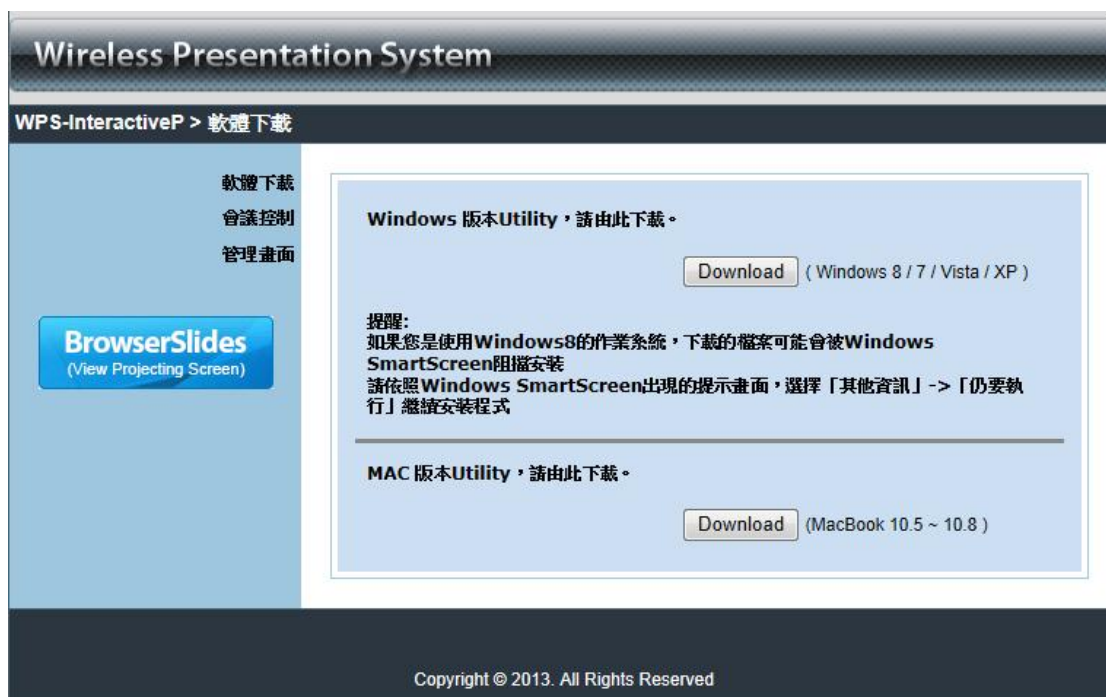 Wireless Presentation System
WPS-InteractiveP > 軟體下載
軟體下載
會議控制
管理畫面
BrowserSlides
(View Projecting Screen)
Windows 版本Utility，請由此下載。
Download ( Windows 8 / 7 / Vista / XP )
提醒:
如果您是使用Windows8的作業系統，下載的檔案可能會被Windows
SmartScreen阻擋安裝
請依照Windows SmartScreen出現的提示畫面，選擇「其他資訊」->「仍要執
行」繼續安裝程式
MAC 版本Utility，請由此下載。
Download (MacBook 10.5 ~ 10.8 )
Copyright © 2013. All Rights Reserved